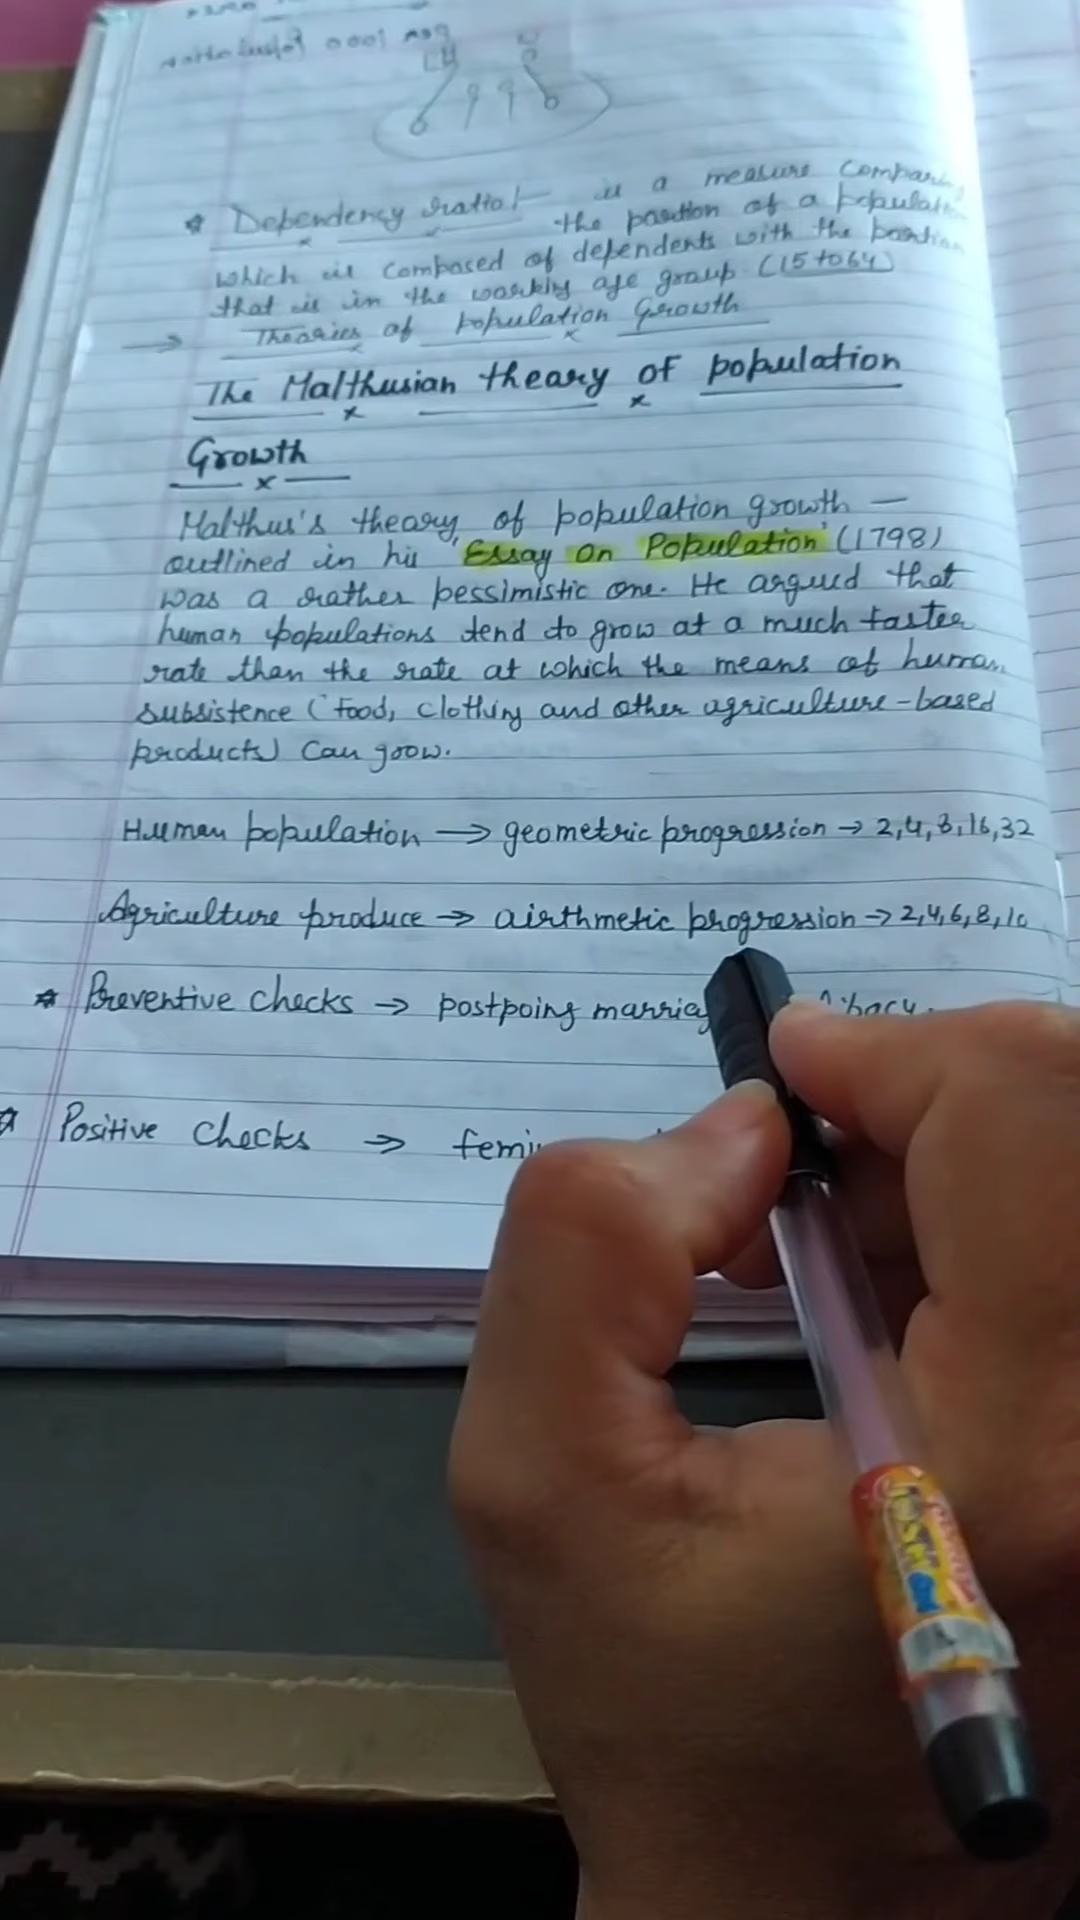 per 1000 Population
* Dependency ratio :- is a measure comparing
the portion of a population
which is composed of dependents with the portion
that is in the working age group (15 to 64)
→ Theories of population Growth
The Malthusian theory of population
Growth
Malthus's theory of population growth —
outlined in his 'Essay on Population' (1798)
was a rather pessimistic one. He argued that
human populations tend to grow at a much faster
rate than the rate at which the means of human
subsistence (food, clothing and other agriculture-based
products) can goow.
Human population → geometric progression → 2,4,8,16,32
Agriculture produce → airthmetic progression → 2,4,6,8,10
* Preventive checks → postpoing
* Positive checks →